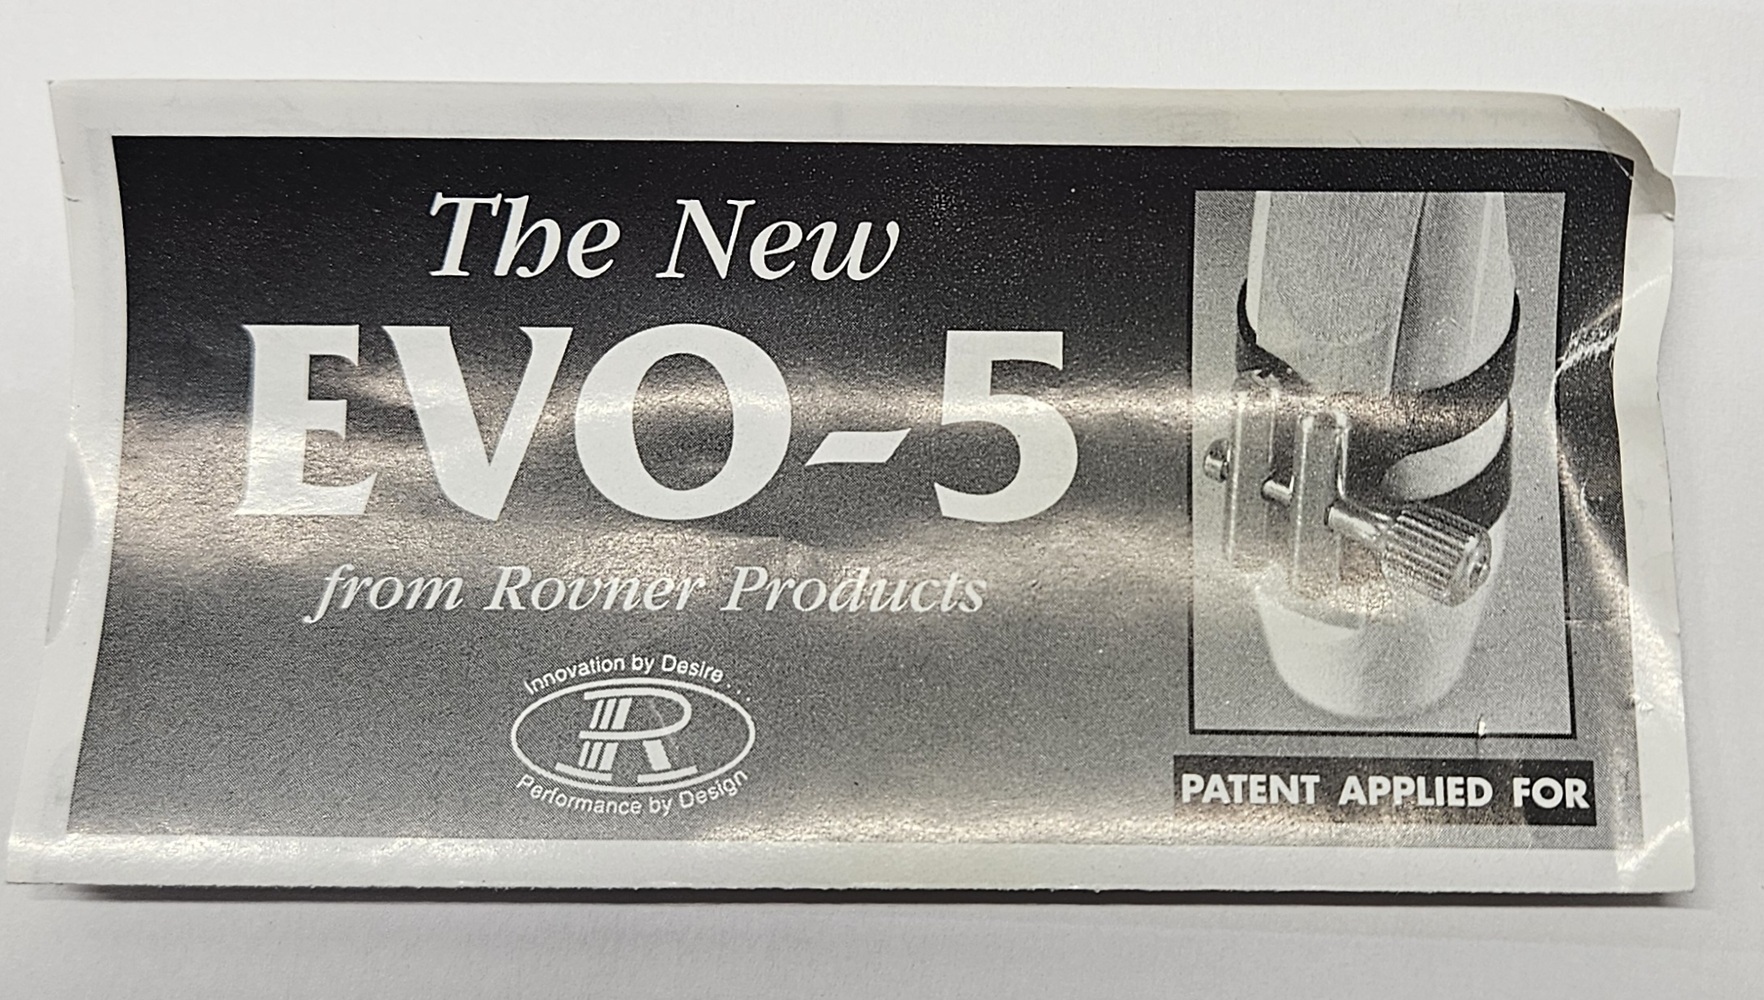 The New
EVO-5
from Rovner Products
Innovation by Desire...
R
Performance by Design
PATENT APPLIED FOR